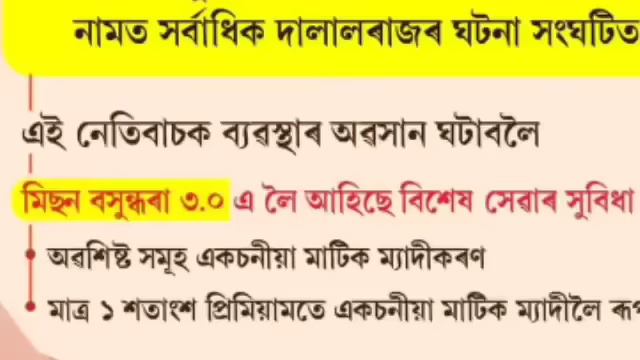 নামত সৰ্বাধিক দালালৰাজৰ ঘটনা সংঘটিত
এই নেতিবাচক ব্যৱস্থাৰ অৱসান ঘটাবলৈ
মিছন বসুন্ধৰা ৩.০ এ লৈ আহিছে বিশেষ সেৱাৰ সুবিধা
অৱশিষ্ট সমূহ একচনীয়া মাটিক ম্যাদীকৰণ
মাত্ৰ ১ শতাংশ প্ৰিমিয়ামতে একচনীয়া মাটিক ম্যাদীলৈ